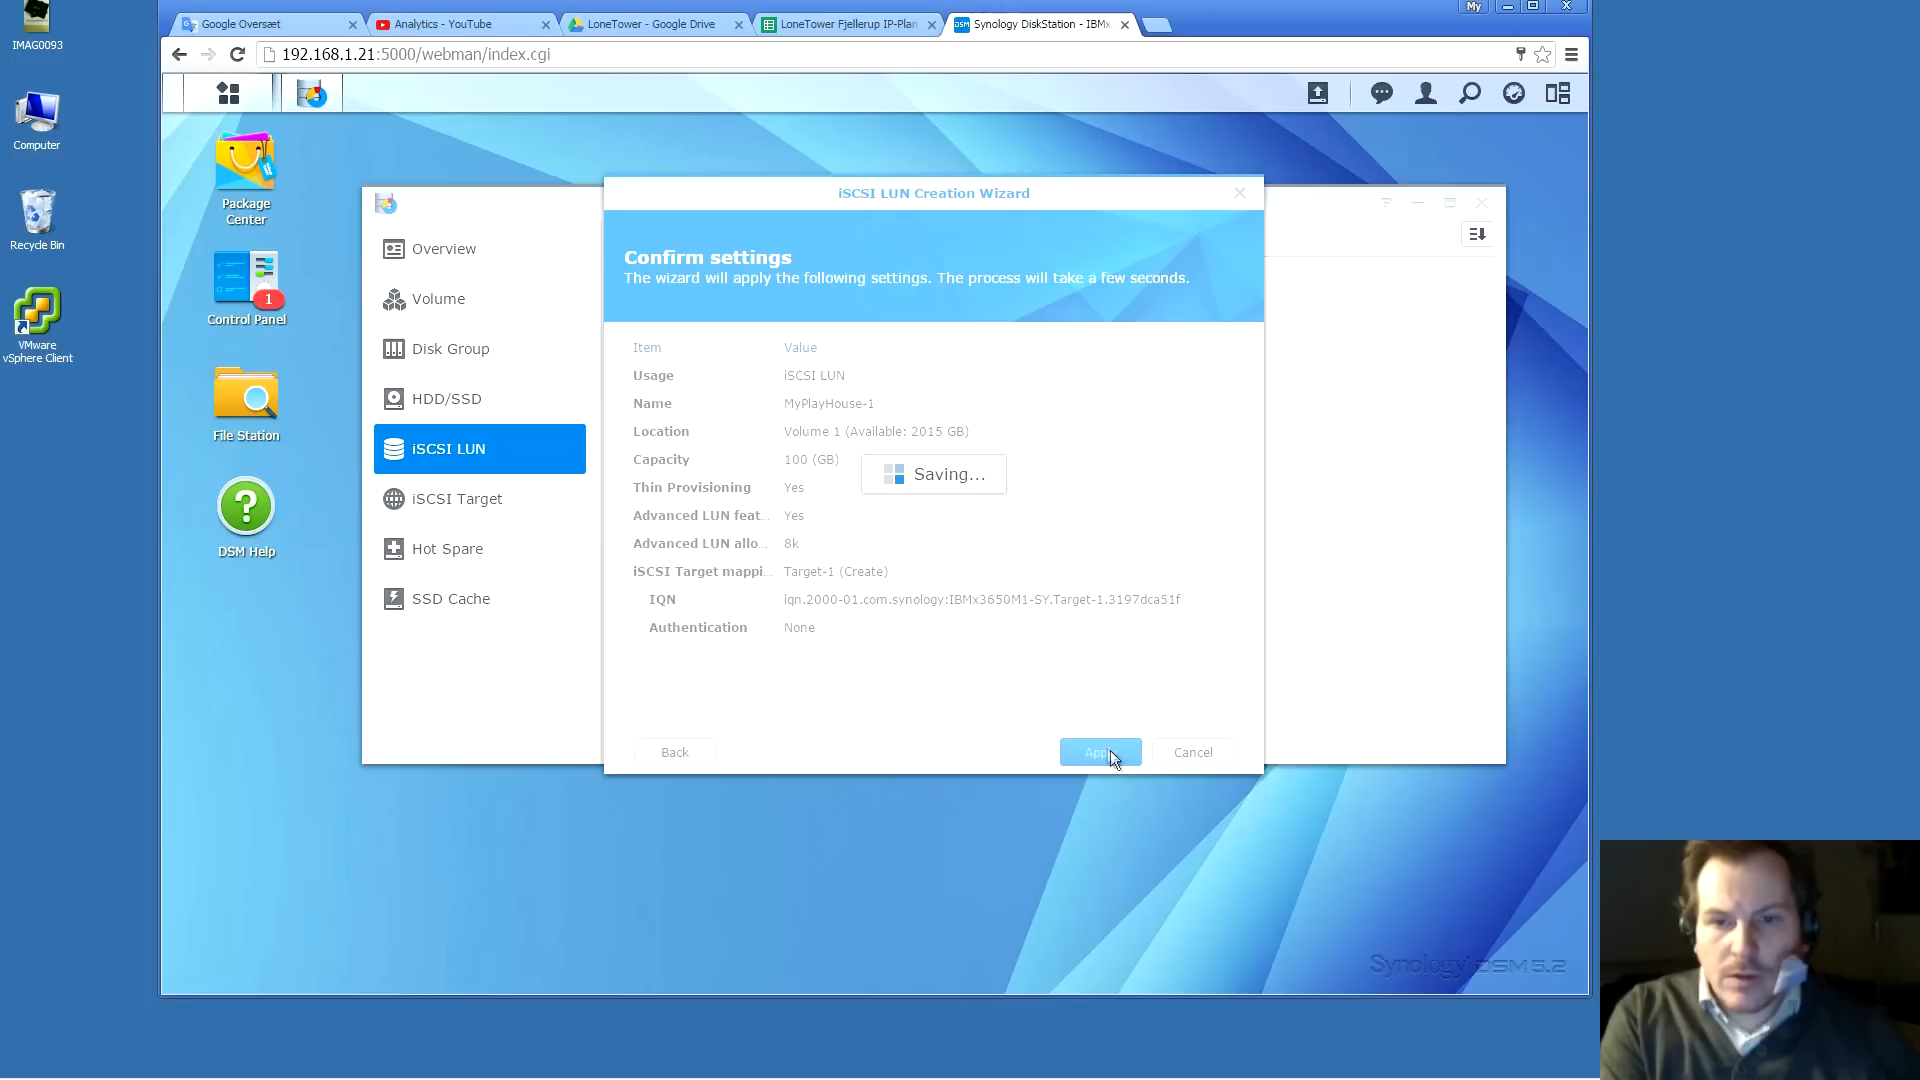 Google Oversæt
Analytics - YouTube
LoneTower - Google Drive
LoneTower Fjellerup IP-Plan
Synology DiskStation - IBMx
My
192.168.1.21:5000/webman/index.cgi
IMAG0093
Computer
Recycle Bin
VMware
vSphere Client
Package
Center
1
Control Panel
File Station
?
DSM Help
Overview
Volume
Disk Group
HDD/SSD
iSCSI LUN
iSCSI Target
Hot Spare
SSD Cache
iSCSI LUN Creation Wizard
Confirm settings
The wizard will apply the following settings. The process will take a few seconds.
Item Value
Usage iSCSI LUN
Name MyPlayHouse-1
Location Volume 1 (Available: 2015 GB)
Capacity 100 (GB)
Thin Provisioning Yes
Advanced LUN feat... Yes
Advanced LUN allo... 8k
iSCSI Target mappi... Target-1 (Create)
IQN iqn.2000-01.com.synology:IBMx3650M1-SY.Target-1.3197dca51f
Authentication None
Saving...
Back
Cancel
Synology DSM 5.2